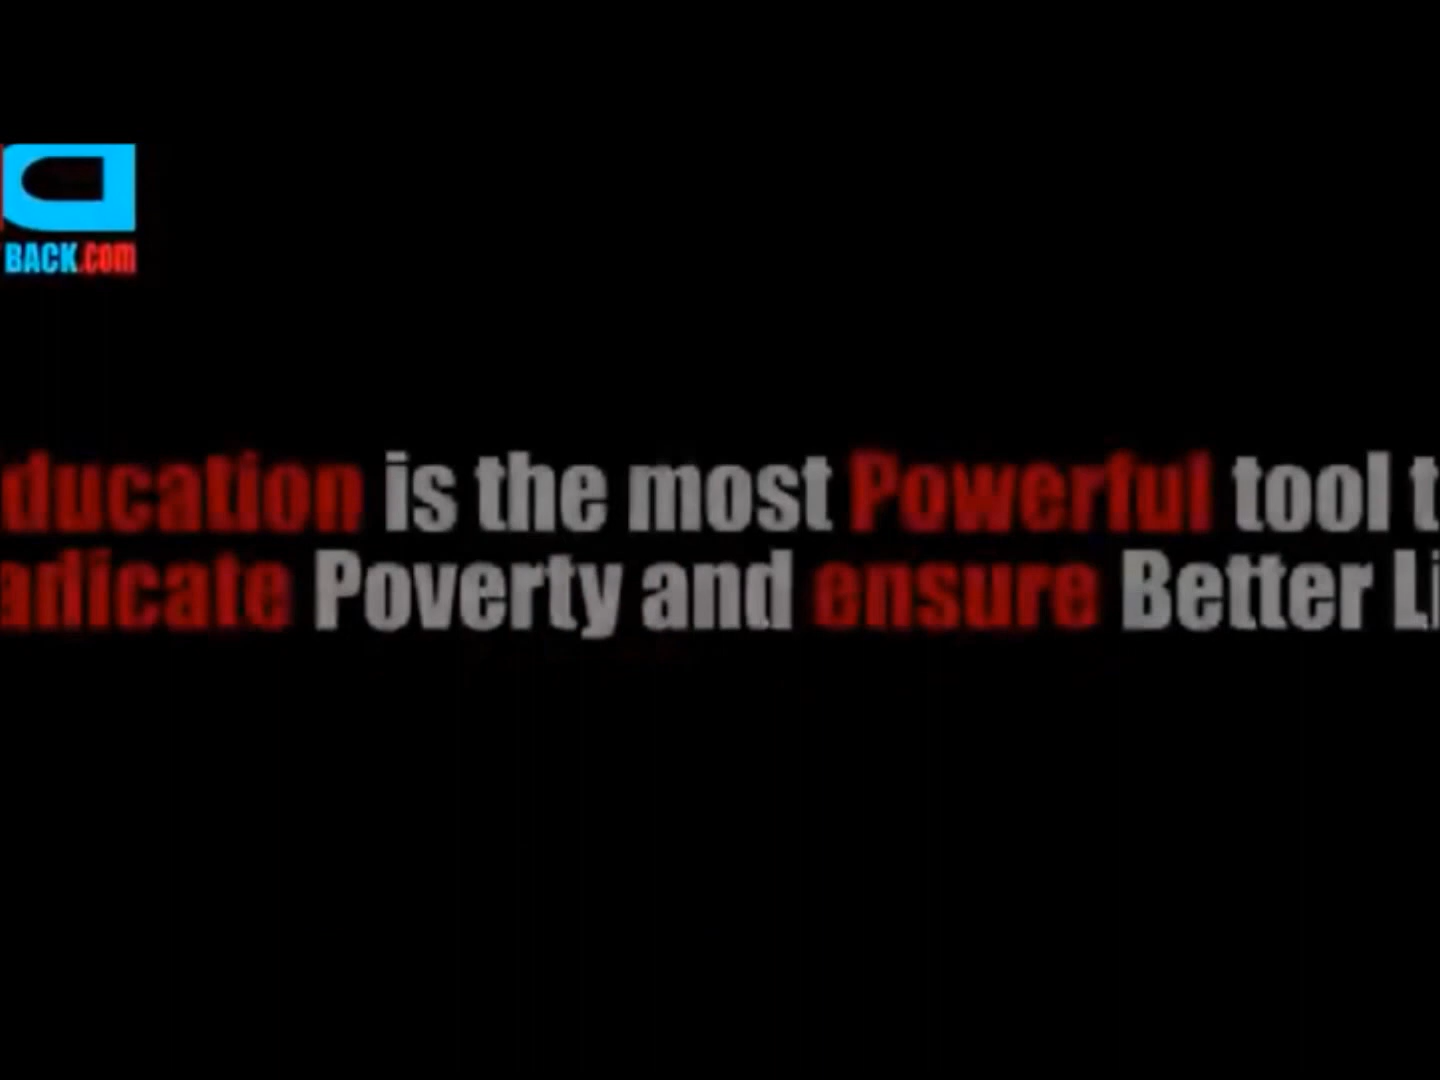 BACK.com
ducation is the most Powerful tool t
adicate Poverty and ensure Better Li